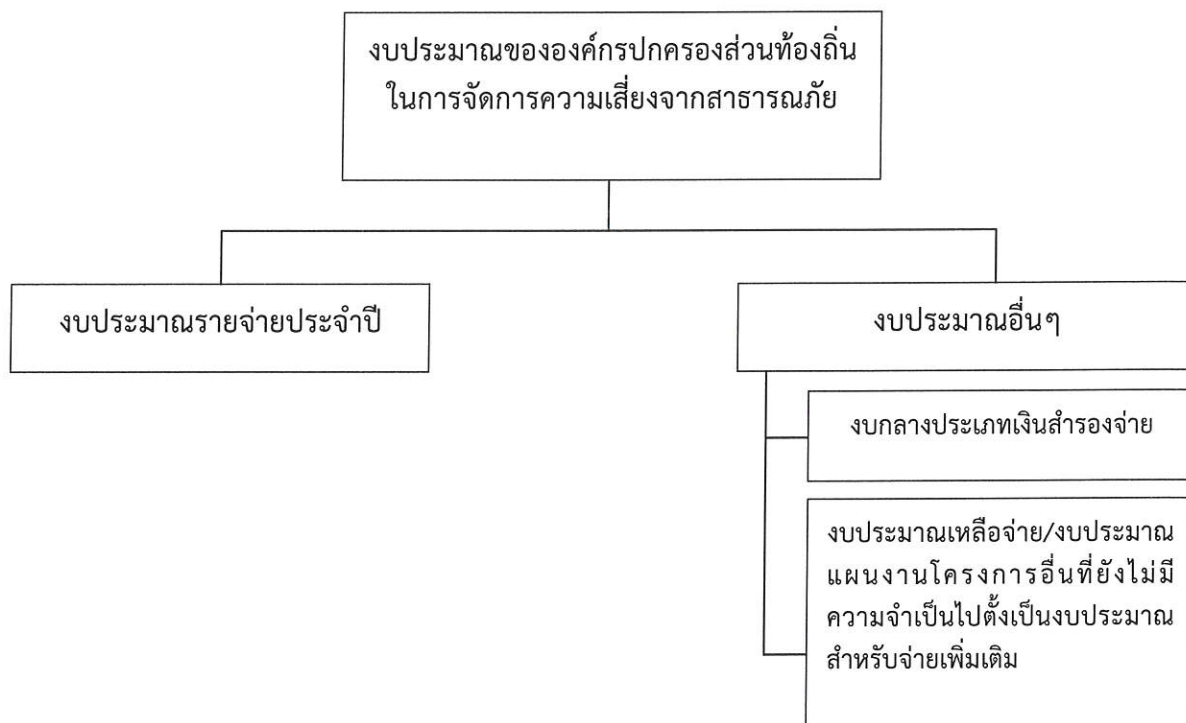 งบประมาณขององค์กรปกครองส่วนท้องถิ่น
ในการจัดการความเสี่ยงจากสาธารณภัย
งบประมาณรายจ่ายประจำปี
งบประมาณอื่นๆ
งบกลางประเภทเงินสำรองจ่าย
งบประมาณเหลือจ่าย/งบประมาณ
แผนงานโครงการอื่นที่ยังไม่มี
ความจำเป็นไปตั้งเป็นงบประมาณ
สำหรับจ่ายเพิ่มเติม